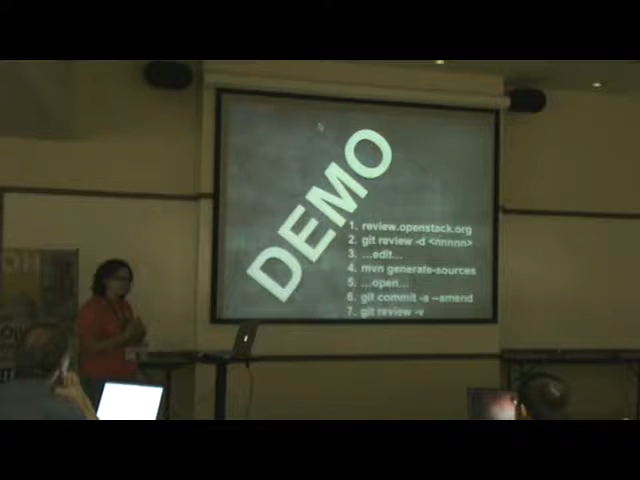 DEMO
1. review.openstack.org
2. git review -d <nnnnn>
3. ...edit...
4. mvn generate-sources
5. ...open...
6. git commit -a --amend
7. git review -v